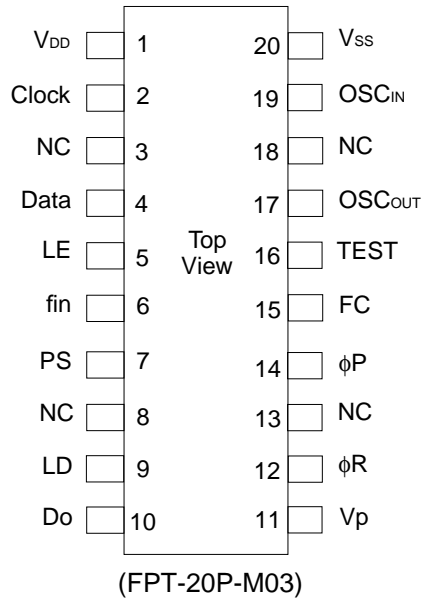 VDD 1 20 VSS
Clock 2 19 OSCIN
NC 3 18 NC
Data 4 17 OSCOUT
LE 5 Top View 16 TEST
fin 6 15 FC
PS 7 14 ϕP
NC 8 13 NC
LD 9 12 ϕR
Do 10 11 Vp
(FPT-20P-M03)